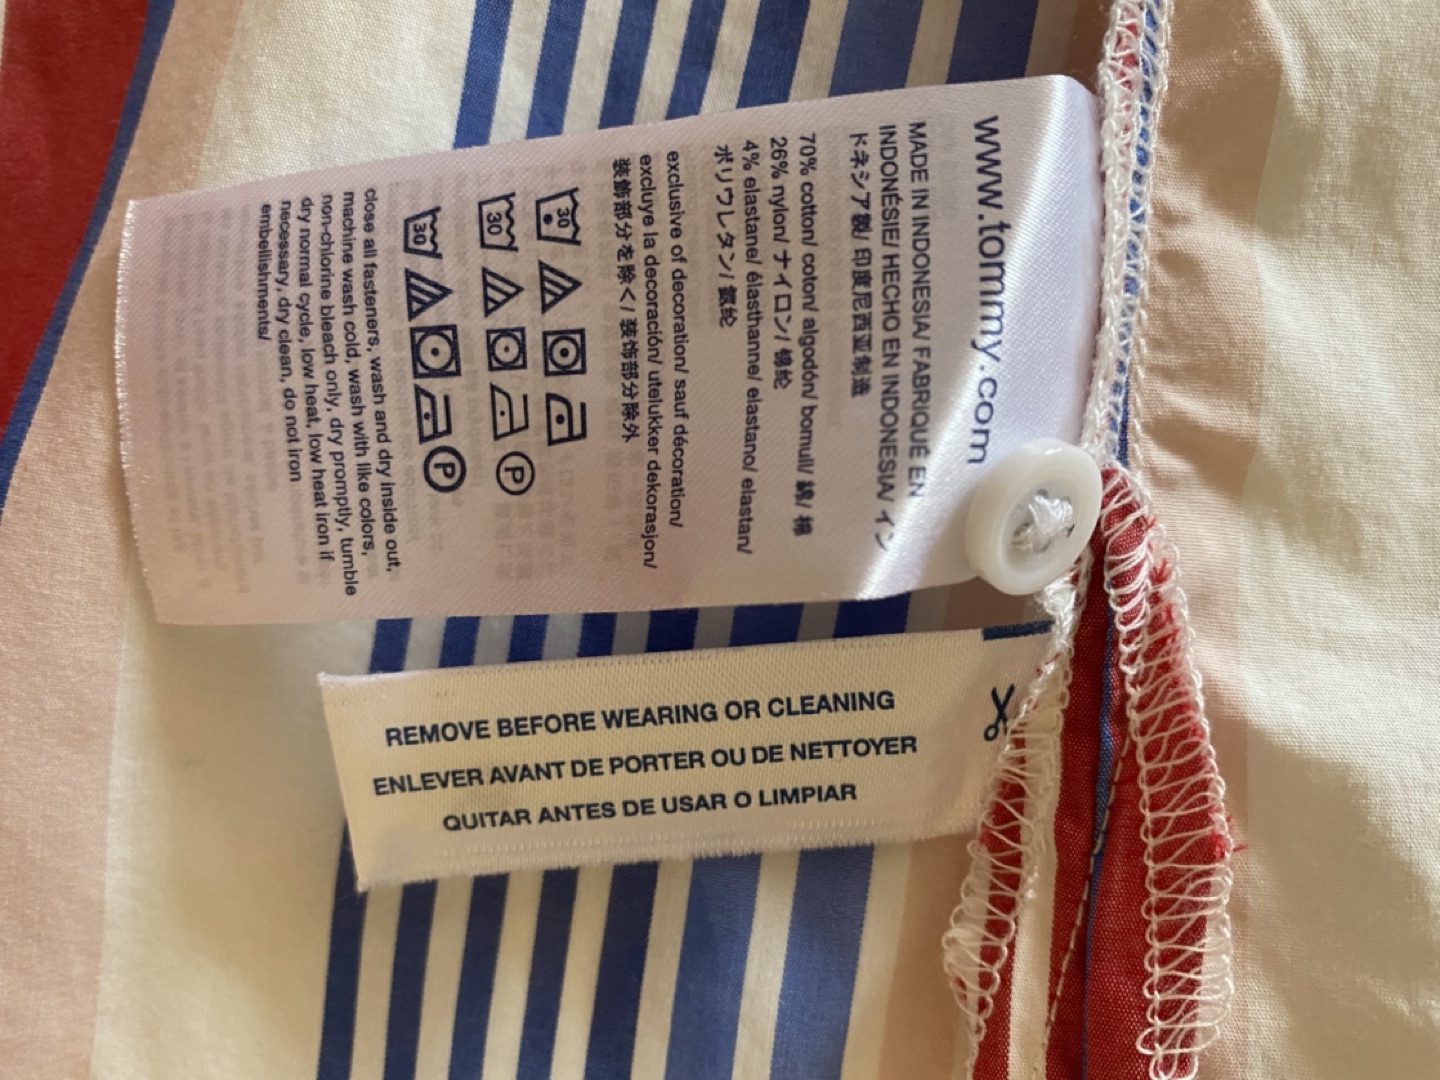 www.tommy.com
MADE IN INDONESIA/ FABRIQUÉ EN
INDONÉSIE/ HECHO EN INDONESIA/ イン
ドネシア製/ 印度尼西亚制造
70% cotton/ coton/ algodón/ bomull/ 綿/ 棉
26% nylon/ ナイロン/ 锦纶
4% elastane/ élasthanne/ elastano/ elastan/
ポリウレタン/ 氨纶
exclusive of decoration/ sauf décoration/
excluye la decoración/ utelukker dekorasjon/
装飾部分を除く/ 装饰部分除外
30
30 P
30 P
close all fasteners, wash and dry inside out,
machine wash cold, wash with like colors,
non-chlorine bleach only, dry promptly, tumble
dry normal cycle, low heat, low heat iron if
necessary, dry clean, do not iron
embellishments/
REMOVE BEFORE WEARING OR CLEANING
ENLEVER AVANT DE PORTER OU DE NETTOYER
QUITAR ANTES DE USAR O LIMPIAR